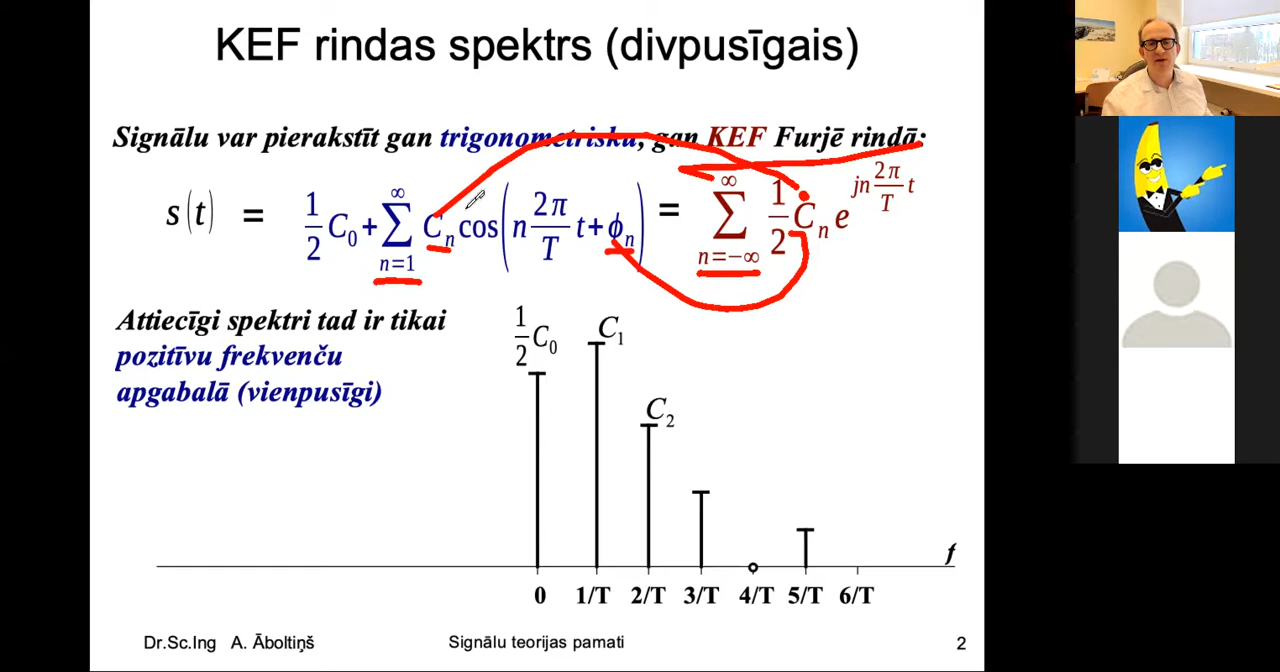 KEF rindas spektrs (divpusīgais)
Signālu var pierakstīt gan trigonometrisku, gan KEF Furjē rindā:
s(t) = 1/2 C₀ + ∑_{n=1}^{∞} Cₙ cos(n 2π/T t + ϕₙ) = ∑_{n=−∞}^{∞} 1/2 Ċₙ e^{jn 2π/T t}
Attiecīgi spektri tad ir tikai
pozitīvu frekvenču
apgabalā (vienpusīgi)
1/2 C₀
C₁
C₂
f
0 1/T 2/T 3/T 4/T 5/T 6/T
Dr.Sc.Ing A. Āboltiņš Signālu teorijas pamati 2